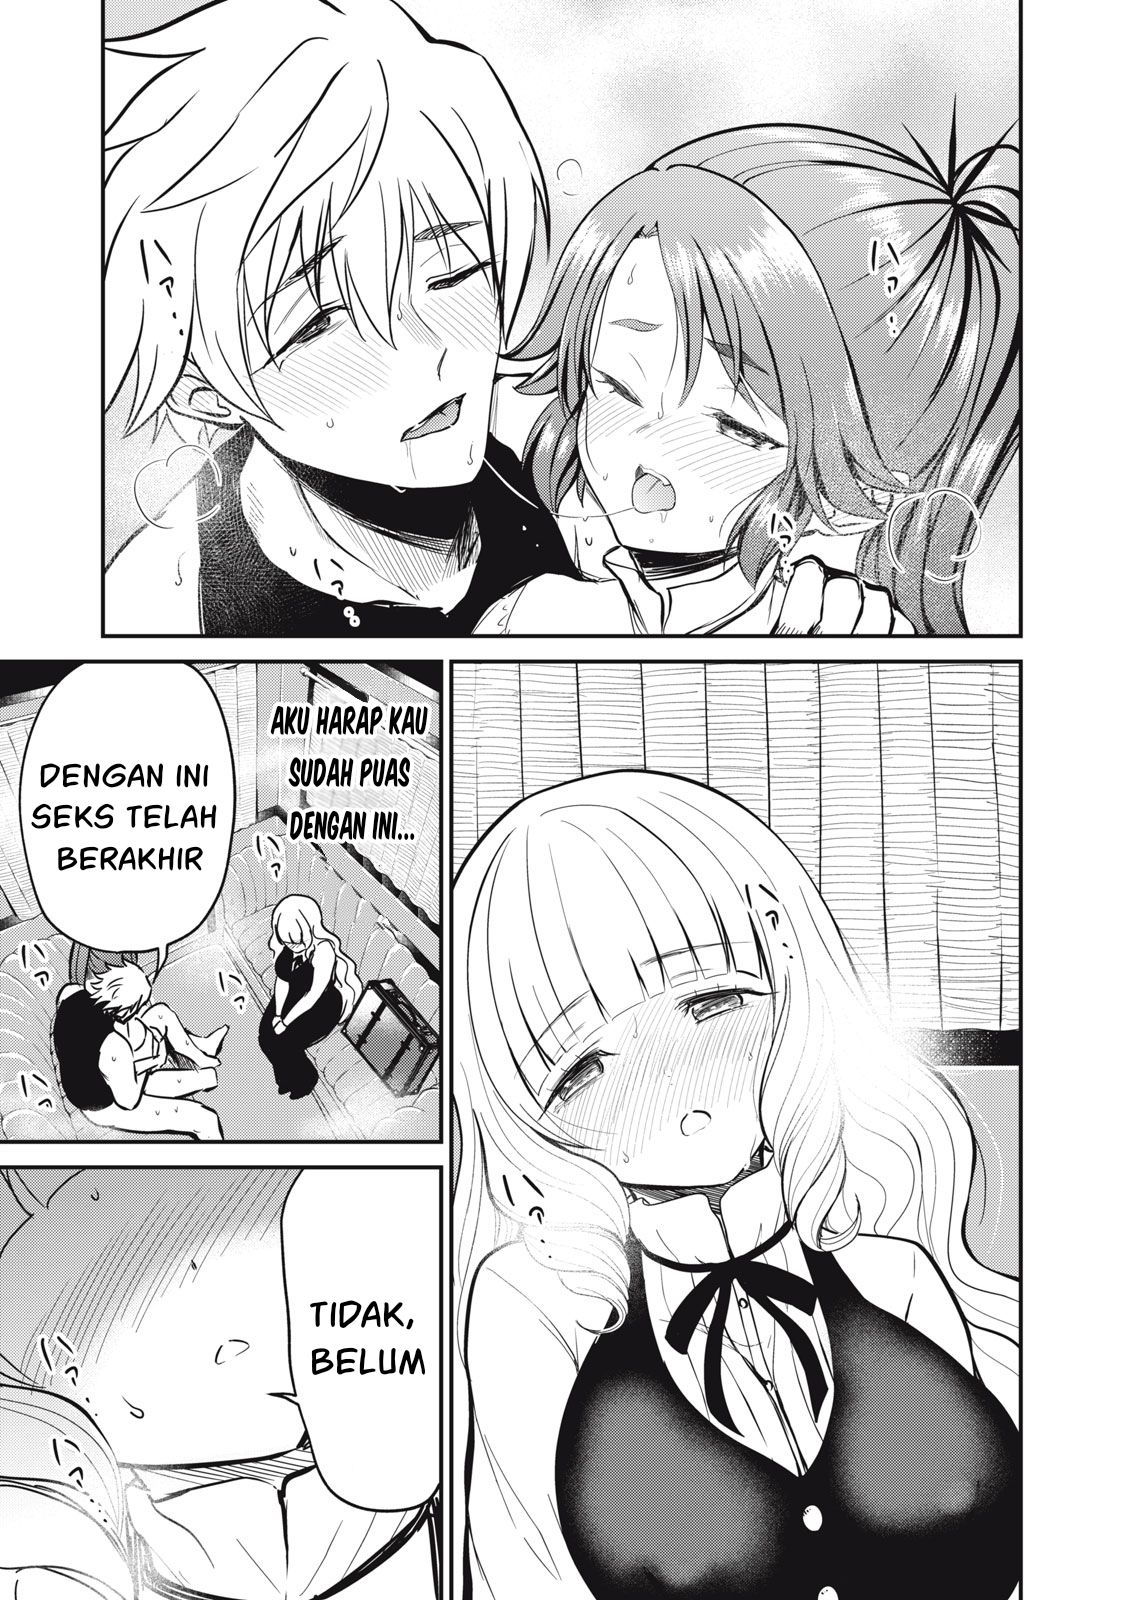 AKU HARAP KAU
SUDAH PUAS
DENGAN INI...
DENGAN INI
SEKS TELAH
BERAKHIR
TIDAK,
BELUM